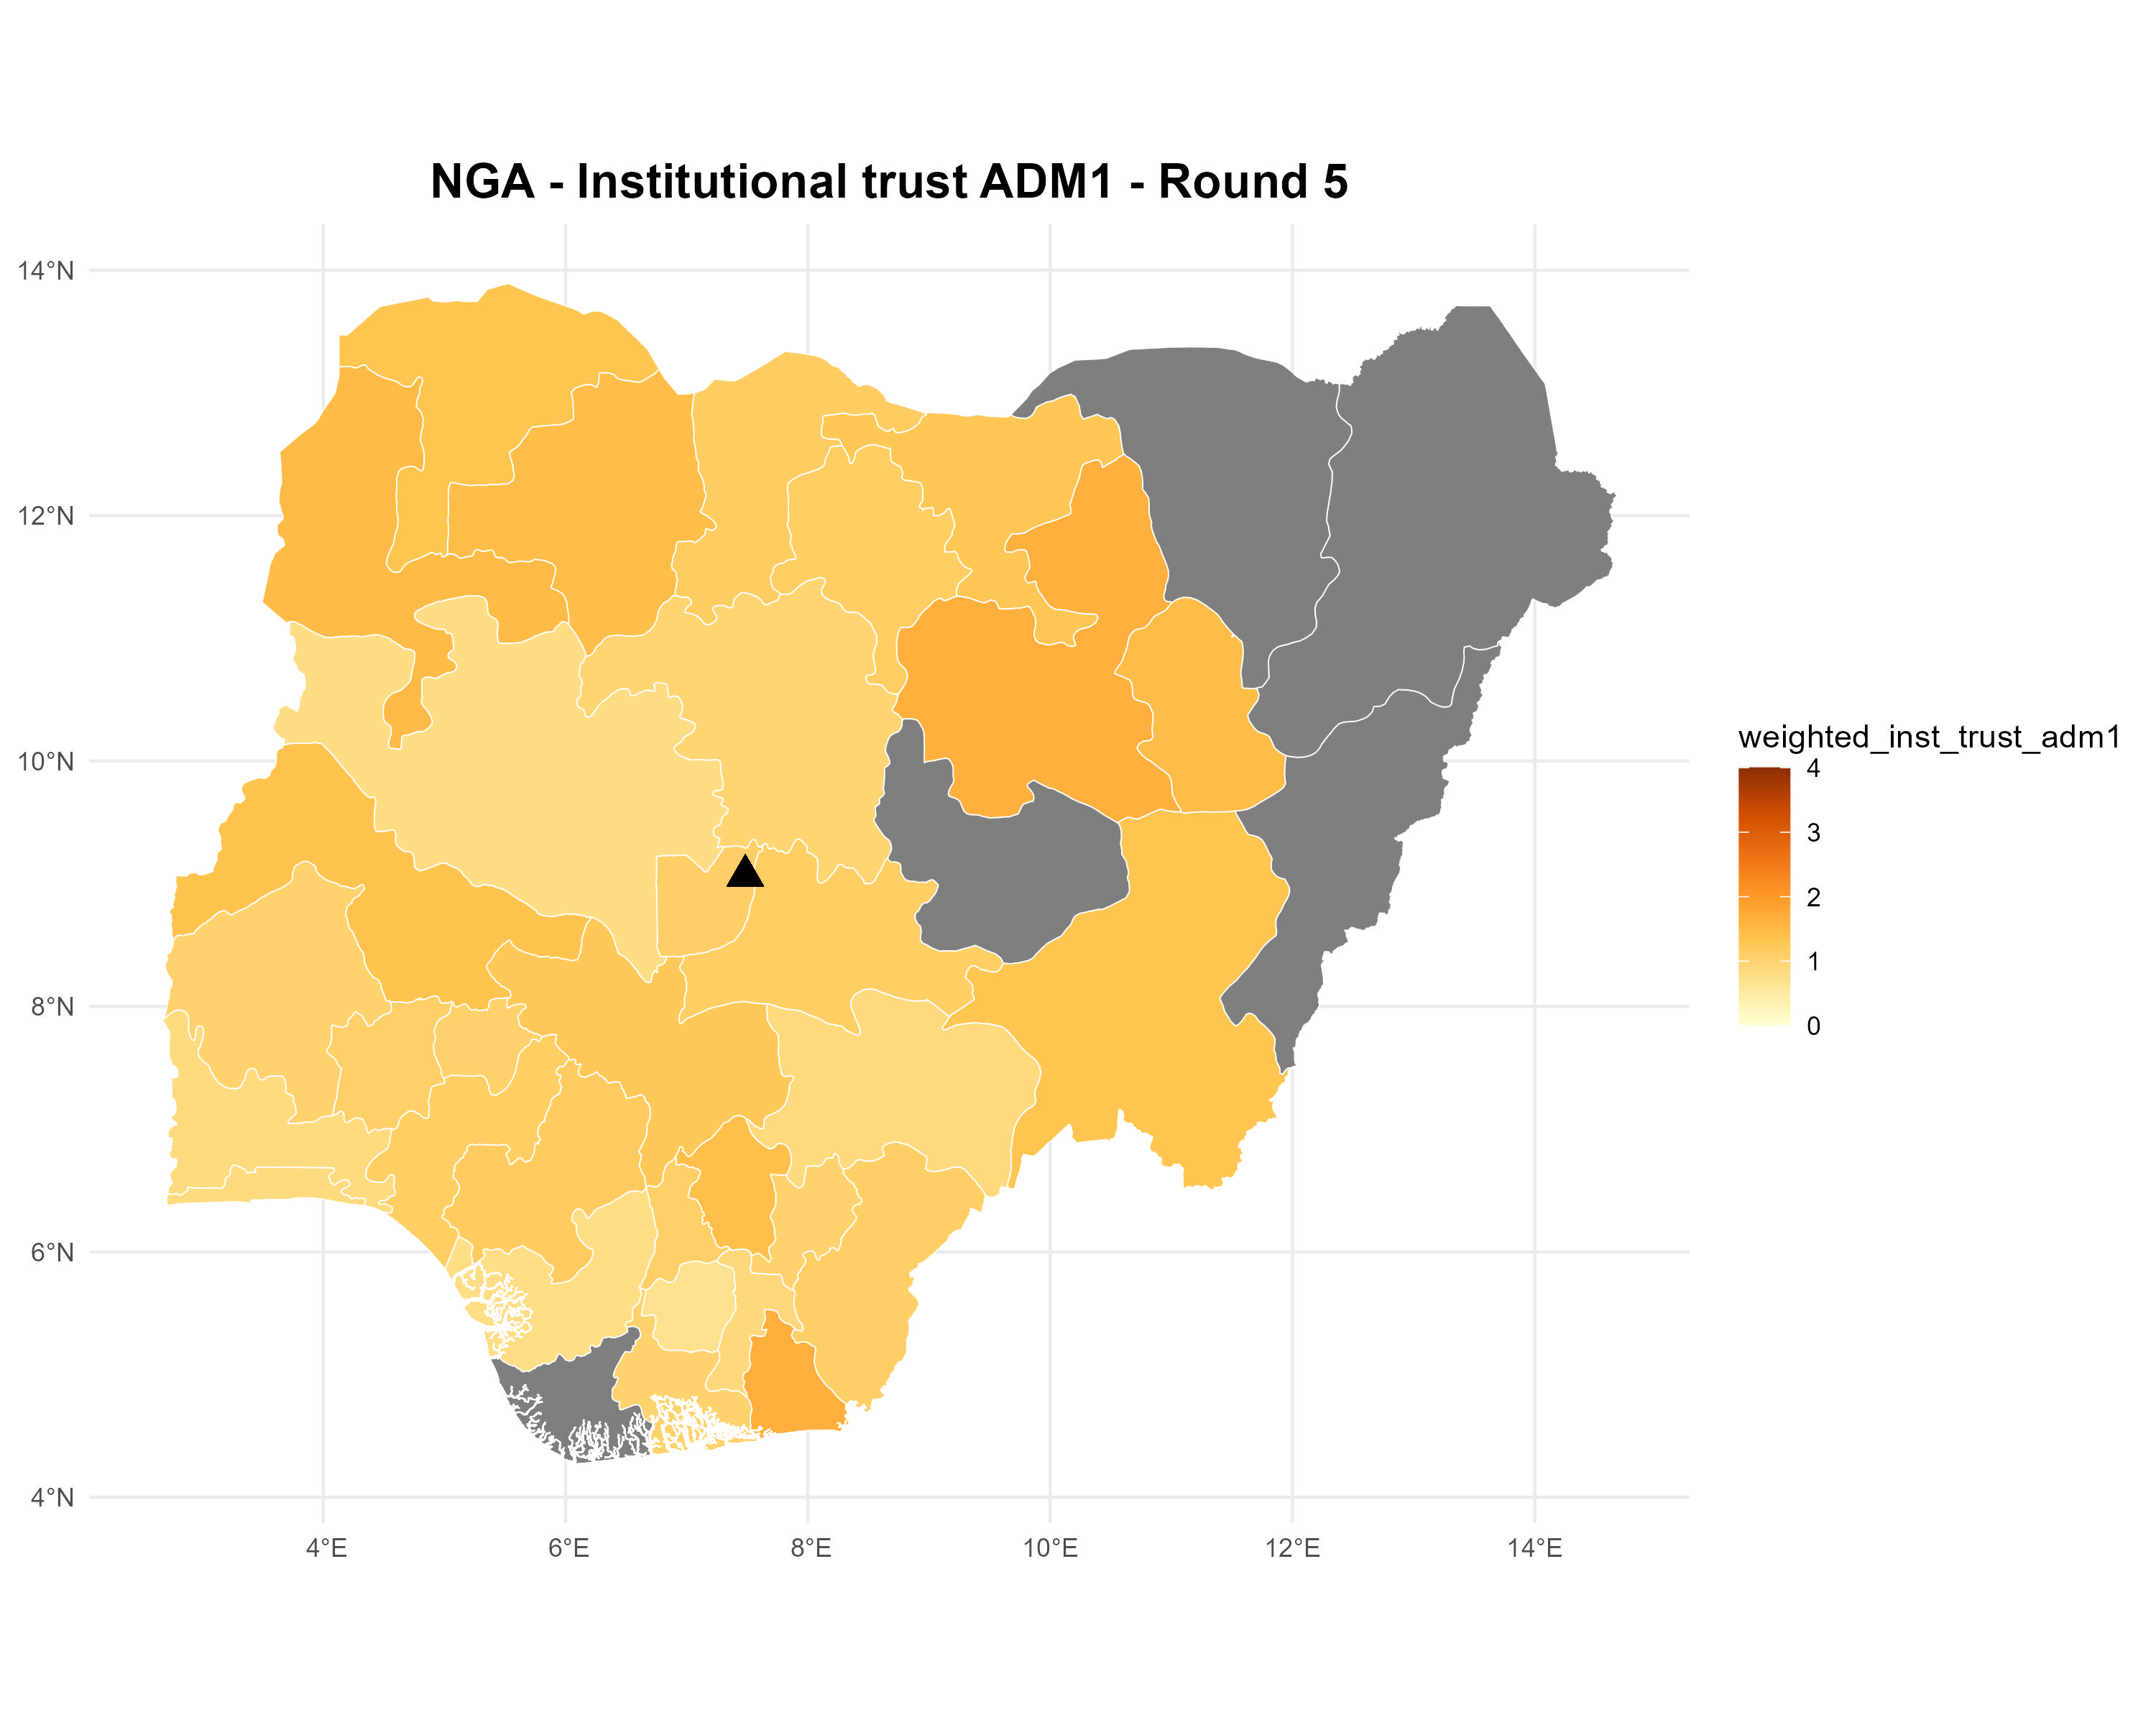 NGA - Institutional trust ADM1 - Round 5
14°N
12°N
10°N
8°N
6°N
4°N
4°E 6°E 8°E 10°E 12°E 14°E
weighted_inst_trust_adm1
4
3
2
1
0